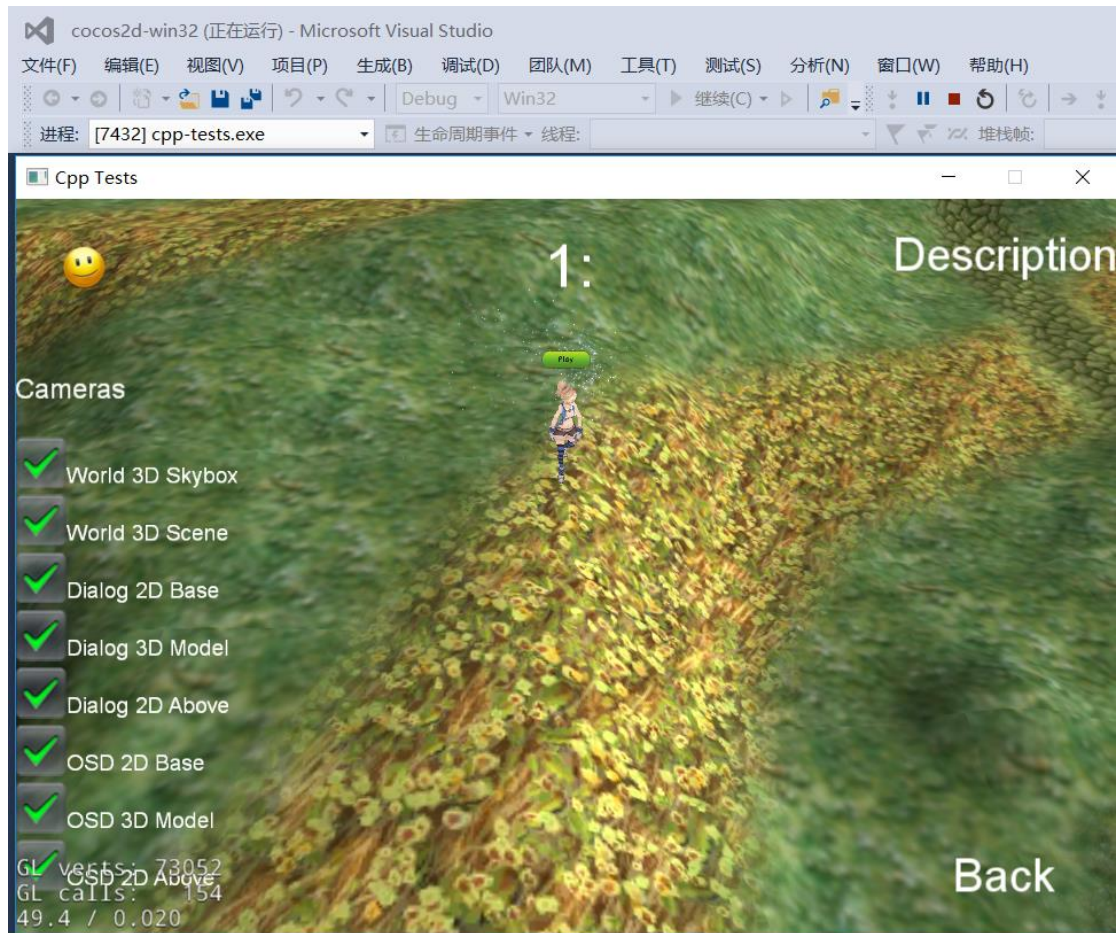 cocos2d-win32 (正在运行) - Microsoft Visual Studio
文件(F) 编辑(E) 视图(V) 项目(P) 生成(B) 调试(D) 团队(M) 工具(T) 测试(S) 分析(N) 窗口(W) 帮助(H)
Debug Win32 继续(C)
进程: [7432] cpp-tests.exe 生命周期事件 线程: 堆栈帧:
Cpp Tests
1:
Description
Play
Cameras
World 3D Skybox
World 3D Scene
Dialog 2D Base
Dialog 3D Model
Dialog 2D Above
OSD 2D Base
OSD 3D Model
OSD 2D Above
Back
GL verts: 73052
GL calls: 154
49.4 / 0.020